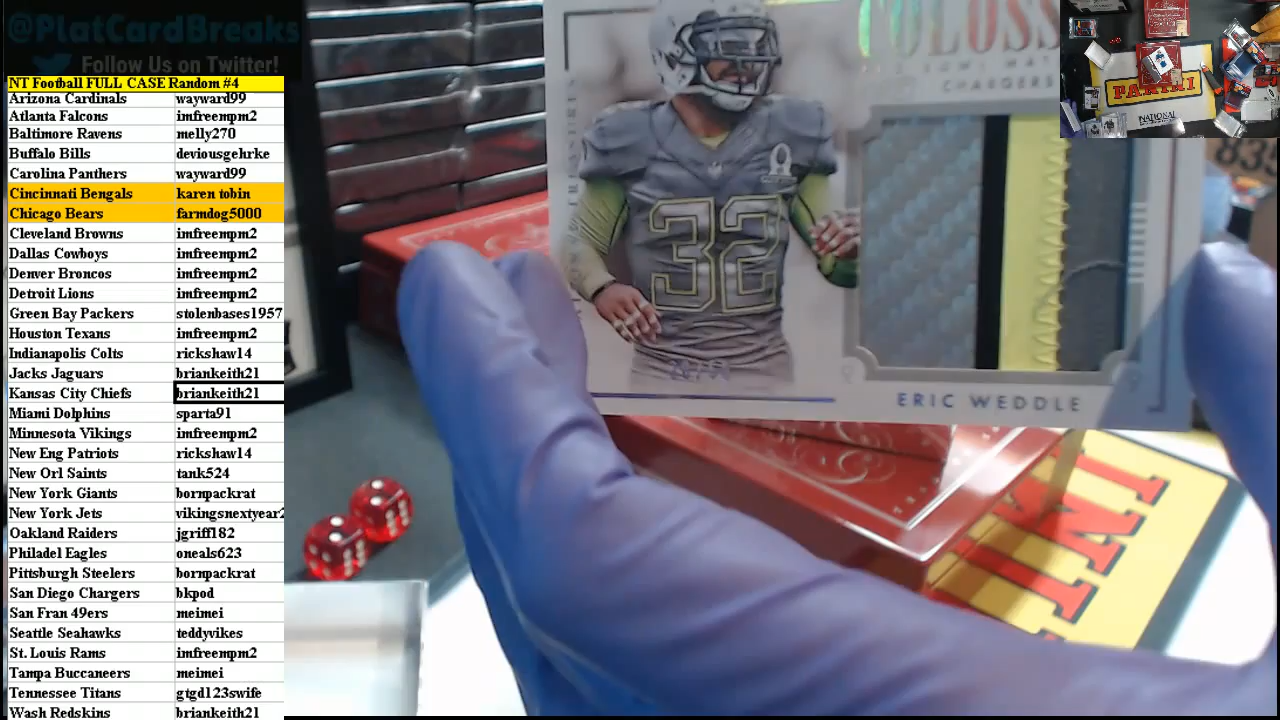 @PlatCardBreaks
Follow Us on Twitter!
NT Football FULL CASE Random #4
Arizona Cardinals wayward99
Atlanta Falcons imfreempm2
Baltimore Ravens melly270
Buffalo Bills deviousgehrke
Carolina Panthers wayward99
Cincinnati Bengals karen tobin
Chicago Bears farmdog5000
Cleveland Browns imfreempm2
Dallas Cowboys imfreempm2
Denver Broncos imfreempm2
Detroit Lions imfreempm2
Green Bay Packers stolenbases1957
Houston Texans imfreempm2
Indianapolis Colts rickshaw14
Jacks Jaguars briankeith21
Kansas City Chiefs briankeith21
Miami Dolphins sparta91
Minnesota Vikings imfreempm2
New Eng Patriots rickshaw14
New Orl Saints tank524
New York Giants bornpackrat
New York Jets vikingsnextyear2
Oakland Raiders jgriff182
Philadel Eagles oneals623
Pittsburgh Steelers bornpackrat
San Diego Chargers bkpod
San Fran 49ers meimei
Seattle Seahawks teddyvikes
St. Louis Rams imfreempm2
Tampa Buccaneers meimei
Tennessee Titans gtgd123swife
Wash Redskins briankeith21
COLOSS
CHARGERS
32
ERIC WEDDLE
PANINI
NATIONAL
INI
835